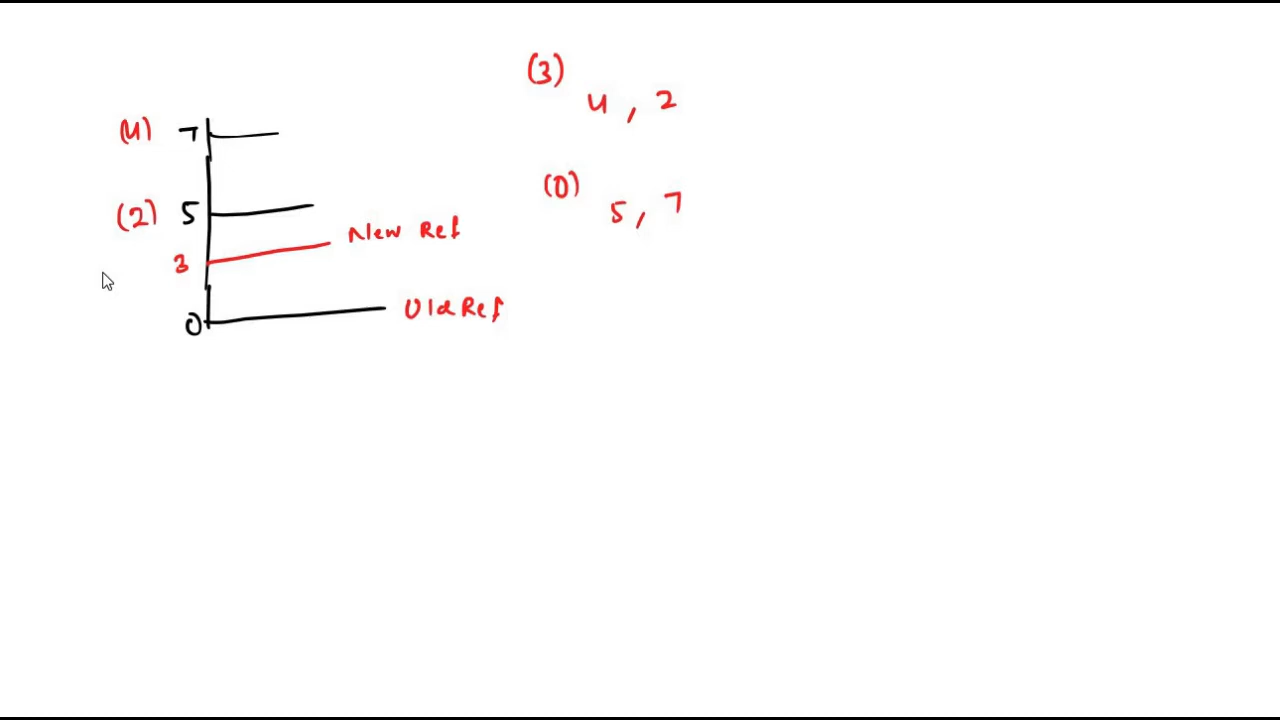 (3)
4 , 2
(4) 7
(0)
5 , 7
(2) 5
New Ref
3
Old Ref
0